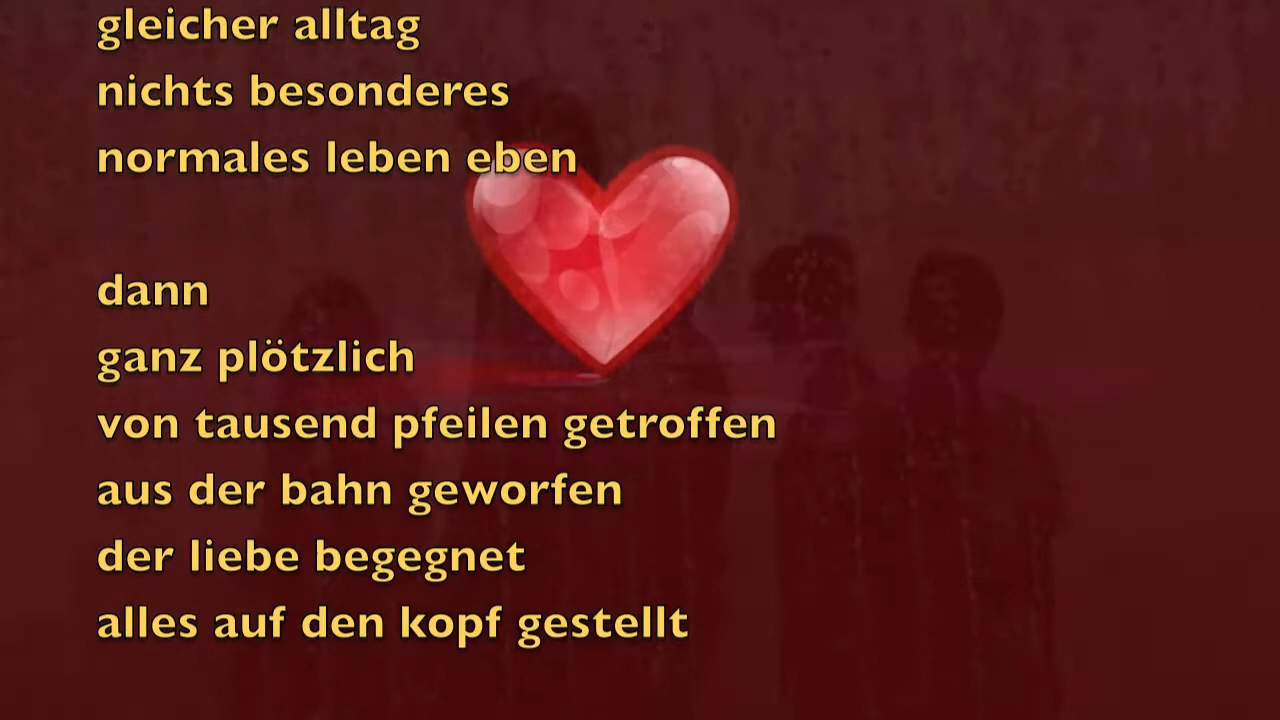 gleicher alltag
nichts besonderes
normales leben eben
dann
ganz plötzlich
von tausend pfeilen getroffen
aus der bahn geworfen
der liebe begegnet
alles auf den kopf gestellt